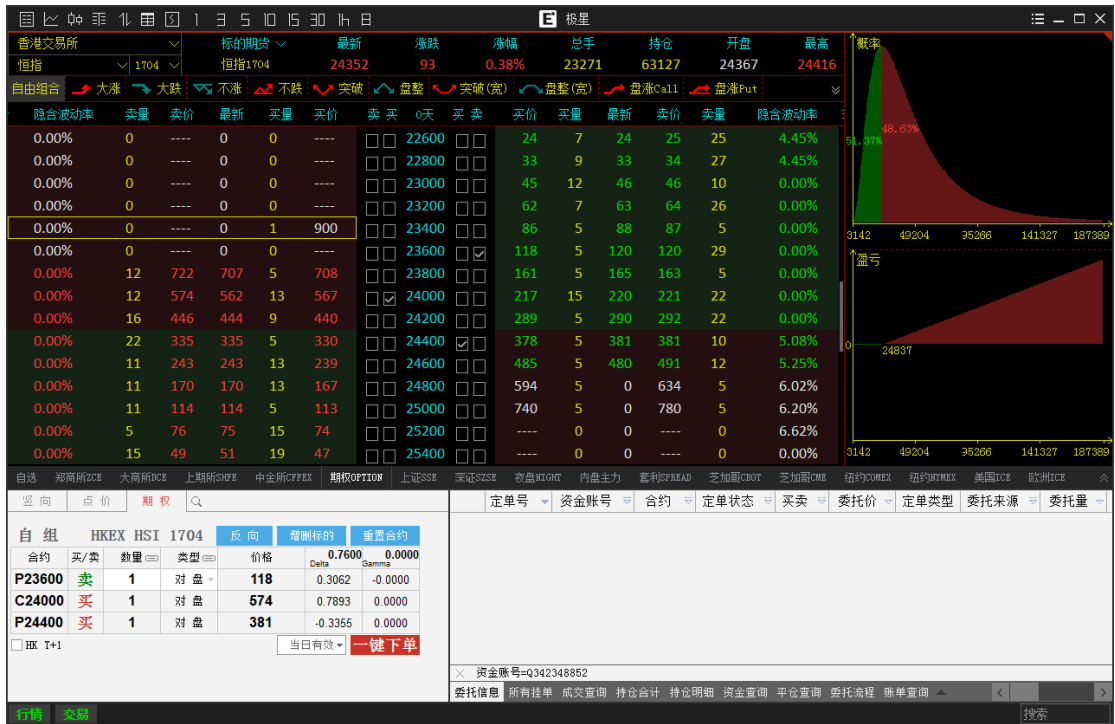 1 3 5 10 15 30 1h 日 E 极星
香港交易所 标的期货 最新 涨跌 涨幅 总手 持仓 开盘 最高
恒指 1704 恒指1704 24352 93 0.38% 23271 63127 24367 24416
自由组合 大涨 大跌 不涨 不跌 突破 盘整 突破(宽) 盘整(宽) 盘涨Call 盘涨Put
隐含波动率 卖量 卖价 最新 买量 买价 卖 买 0天 买 卖 买价 买量 最新 卖价 卖量 隐含波动率
0.00% 0 ---- 0 0 ---- 22600 24 7 24 25 25 4.45%
0.00% 0 ---- 0 0 ---- 22800 33 9 33 34 27 4.45%
0.00% 0 ---- 0 0 ---- 23000 45 12 46 46 10 0.00%
0.00% 0 ---- 0 0 ---- 23200 62 7 63 64 26 0.00%
0.00% 0 ---- 0 1 900 23400 86 5 88 87 5 0.00%
0.00% 0 ---- 0 0 ---- 23600 118 5 120 120 29 0.00%
0.00% 12 722 707 5 708 23800 161 5 165 163 5 0.00%
0.00% 12 574 562 13 567 24000 217 15 220 221 22 0.00%
0.00% 16 446 444 9 440 24200 289 5 290 292 22 0.00%
0.00% 22 335 335 5 330 24400 378 5 381 381 10 5.08%
0.00% 11 243 243 13 239 24600 485 5 480 491 12 5.25%
0.00% 11 170 170 13 167 24800 594 5 0 634 5 6.02%
0.00% 11 114 114 5 113 25000 740 5 0 780 5 6.20%
0.00% 5 76 75 15 74 25200 ---- 0 0 ---- 0 6.62%
0.00% 15 49 51 19 47 25400 ---- 0 0 ---- 0 5.45%
概率
51.37% 48.63%
3142 49204 95266 141327 187389
盈亏
0 24837
3142 49204 95266 141327 187389
自选 郑商所ZCE 大商所DCE 上期所SHFE 中金所CFFEX 期权OPTION 上证SSE 深证SZSE 夜盘NIGHT 内盘主力 套利SPREAD 芝加哥CBOT 芝加哥CME 纽约COMEX 纽约NYMEX 美国ICE 欧洲ICE
竖 向 点 价 期 权
自 组 HKEX HSI 1704 反 向 增删标的 重置合约
合约 买/卖 数量 类型 价格 0.7600 Delta 0.0000 Gamma
P23600 卖 1 对 盘 118 0.3062 -0.0000
C24000 买 1 对 盘 574 0.7893 0.0000
P24400 买 1 对 盘 381 -0.3355 0.0000
HK T+1 当日有效 一键下单
定单号 资金账号 合约 定单状态 买卖 委托价 定单类型 委托来源 委托量
资金账号=Q342348852
委托信息 所有挂单 成交查询 持仓合计 持仓明细 资金查询 平仓查询 委托流程 账单查询
行情 交易 搜索